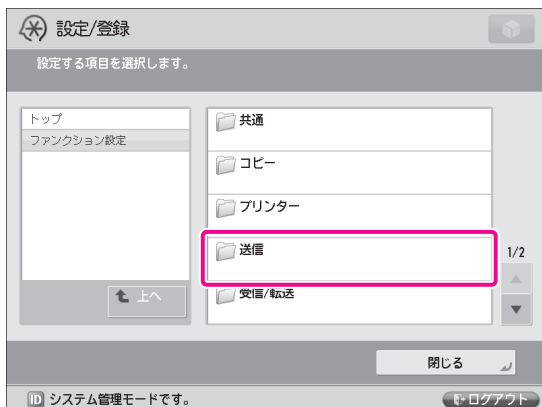 設定/登録
設定する項目を選択します。
トップ
ファンクション設定
上へ
共通
コピー
プリンター
送信
受信/転送
1/2
閉じる
ID システム管理モードです。
ログアウト